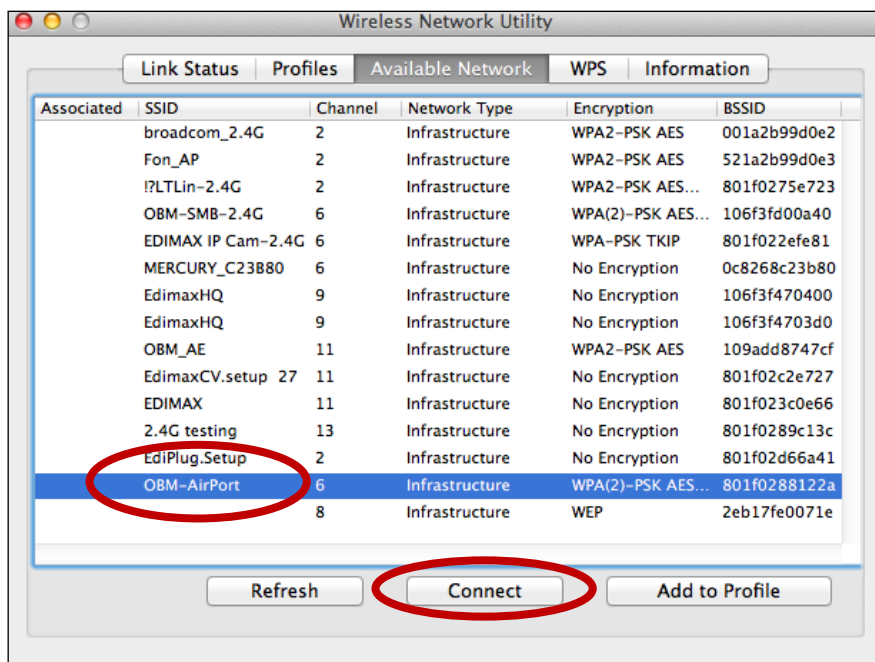 Wireless Network Utility
Link Status Profiles Available Network WPS Information
Associated SSID Channel Network Type Encryption BSSID
broadcom_2.4G 2 Infrastructure WPA2-PSK AES 001a2b99d0e2
Fon_AP 2 Infrastructure WPA2-PSK AES 521a2b99d0e3
!?LTLin-2.4G 2 Infrastructure WPA2-PSK AES... 801f0275e723
OBM-SMB-2.4G 6 Infrastructure WPA(2)-PSK AES... 106f3fd00a40
EDIMAX IP Cam-2.4G 6 Infrastructure WPA-PSK TKIP 801f022efe81
MERCURY_C23B80 6 Infrastructure No Encryption 0c8268c23b80
EdimaxHQ 9 Infrastructure No Encryption 106f3f470400
EdimaxHQ 9 Infrastructure No Encryption 106f3f4703d0
OBM_AE 11 Infrastructure WPA2-PSK AES 109add8747cf
EdimaxCV.setup 27 11 Infrastructure No Encryption 801f02c2e727
EDIMAX 11 Infrastructure No Encryption 801f023c0e66
2.4G testing 13 Infrastructure No Encryption 801f0289c13c
EdiPlug.Setup 2 Infrastructure No Encryption 801f02d66a41
OBM-AirPort 6 Infrastructure WPA(2)-PSK AES... 801f0288122a
8 Infrastructure WEP 2eb17fe0071e
Refresh Connect Add to Profile